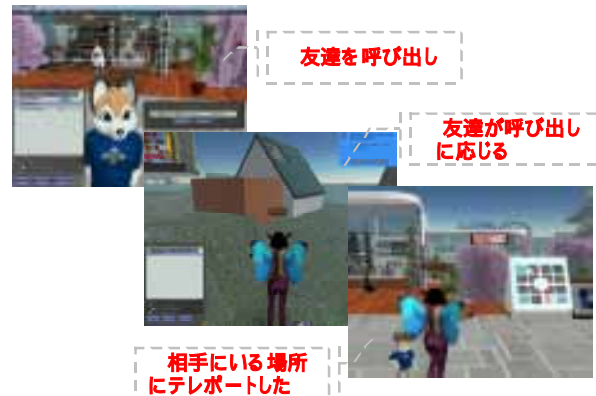 友達を呼び出し
友達が呼び出し
に応じる
相手にいる場所
にテレポートした